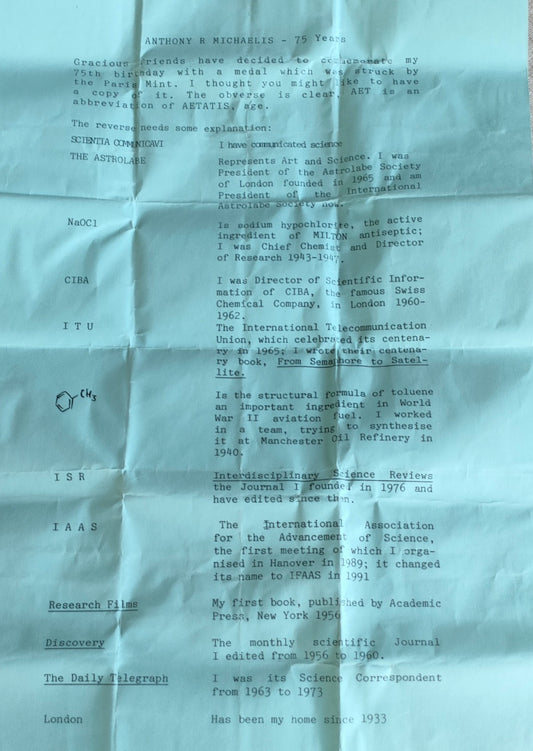 ANTHONY R MICHAELIS - 75 Years
Gracious friends have decided to commemorate my
75th birthday with a medal which was struck by
the Paris Mint. I thought you might like to have
a copy of it. The obverse is clear, AET is an
abbreviation of AETATIS, age.
The reverse needs some explanation:
SCIENTIA COMMUNICAVI I have communicated science
THE ASTROLABE Represents Art and Science. I was
President of the Astrolabe Society
of London founded in 1965 and am
President of the International
Astrolabe Society now.
NaOCl Is sodium hypochlorite, the active
ingredient of MILTON antiseptic;
I was Chief Chemist and Director
of Research 1943-1947.
CIBA I was Director of Scientific Infor-
mation of CIBA, the famous Swiss
Chemical Company, in London 1960-
1962.
I T U The International Telecommunication
Union, which celebrated its centena-
ry in 1965; I wrote their centena-
ry book, From Semaphore to Satel-
lite.
CH3 Is the structural formula of toluene
an important ingredient in World
War II aviation fuel. I worked
in a team, trying to synthesise
it at Manchester Oil Refinery in
1940.
I S R Interdisciplinary Science Reviews
the Journal I founded in 1976 and
have edited since then.
I A A S The International Association
for the Advancement of Science,
the first meeting of which I orga-
nised in Hanover in 1989; it changed
its name to IFAAS in 1991
Research Films My first book, published by Academic
Press, New York 1956
Discovery The monthly scientific Journal
I edited from 1956 to 1960.
The Daily Telegraph I was its Science Correspondent
from 1963 to 1973
London Has been my home since 1933